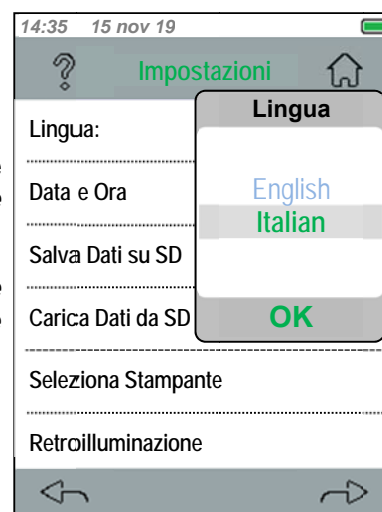 14:35 15 nov 19
Impostazioni
Lingua:
Data e Ora
Salva Dati su SD
Carica Dati da SD
Seleziona Stampante
Retroilluminazione
Lingua
English
Italian
OK